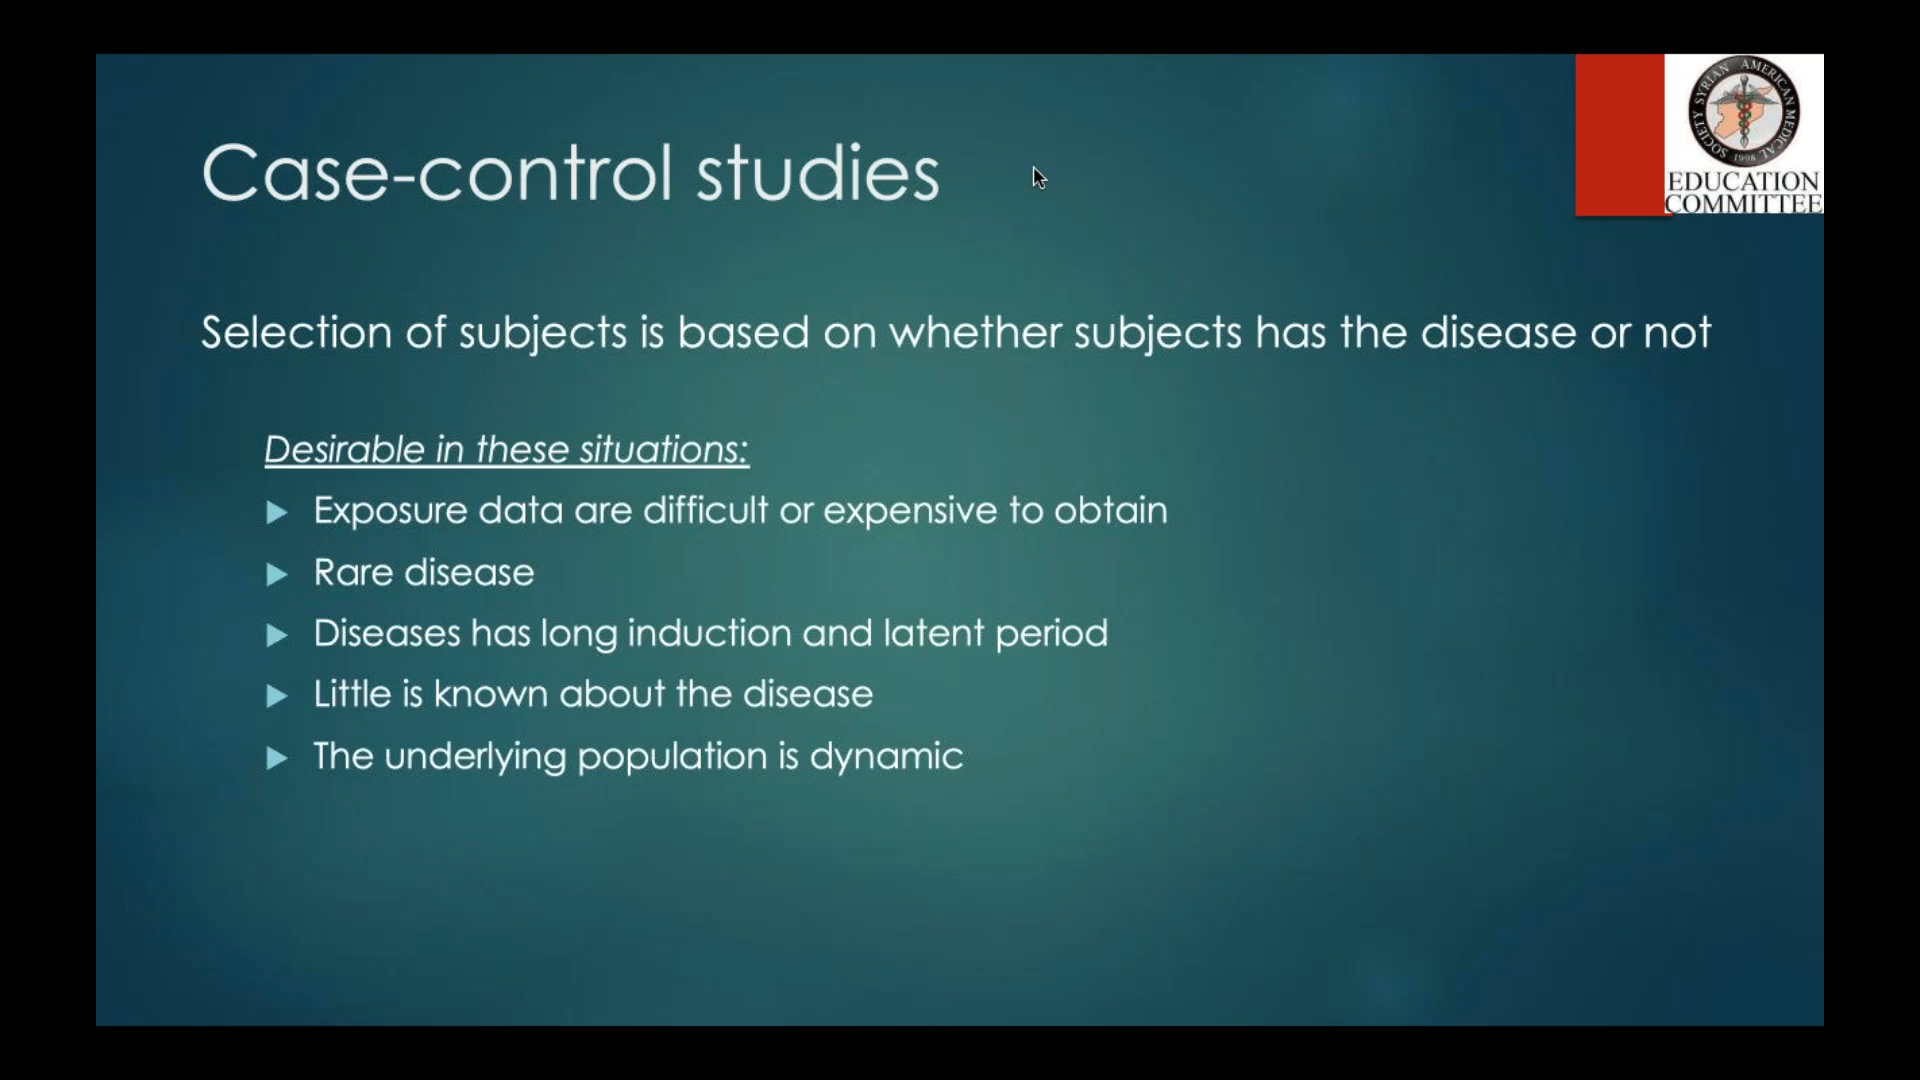 Case-control studies
SYRIAN AMERICAN MEDICAL SOCIETY
1998
EDUCATION
COMMITTEE
Selection of subjects is based on whether subjects has the disease or not
Desirable in these situations:
Exposure data are difficult or expensive to obtain
Rare disease
Diseases has long induction and latent period
Little is known about the disease
The underlying population is dynamic